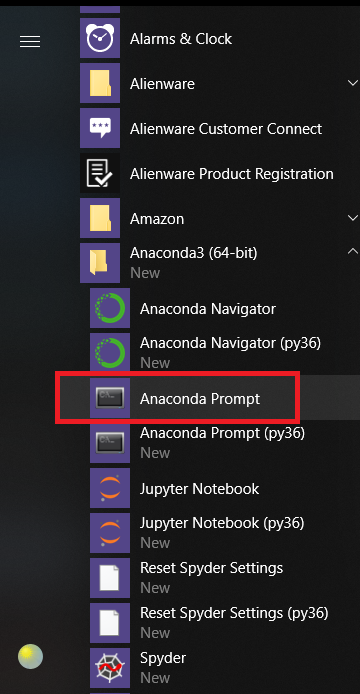 Alarms & Clock
Alienware
Alienware Customer Connect
Alienware Product Registration
Amazon
Anaconda3 (64-bit)
New
Anaconda Navigator
Anaconda Navigator (py36)
New
Anaconda Prompt
Anaconda Prompt (py36)
New
Jupyter Notebook
Jupyter Notebook (py36)
New
Reset Spyder Settings
New
Reset Spyder Settings (py36)
New
Spyder
New